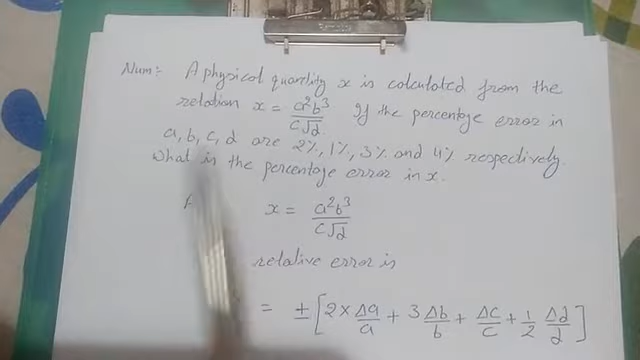 Num:- A physical quantity x is calculated from the
relation x = a²b³/c√d If the percentage error in
a, b, c, d are 2%, 1%, 3% and 4% respectively.
What is the percentage error in x.
x = a²b³/c√d
relative error is
= ± [2 × Δa/a + 3 Δb/b + Δc/c + 1/2 Δd/d]